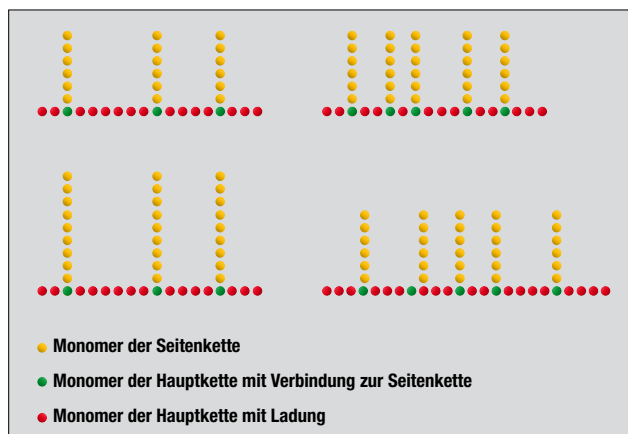 Monomer der Seitenkette
Monomer der Hauptkette mit Verbindung zur Seitenkette
Monomer der Hauptkette mit Ladung